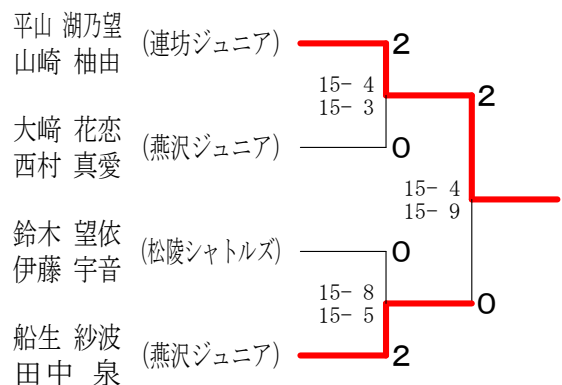 平山 湖乃望
山崎 柚由
(連坊ジュニア)
2
15- 4
15- 3
2
大﨑 花恋
西村 真愛
(燕沢ジュニア)
0
15- 4
15- 9
鈴木 望依
伊藤 宇音
(松陵シャトルズ)
0
15- 8
15- 5
0
船生 紗波
田中 泉
(燕沢ジュニア)
2